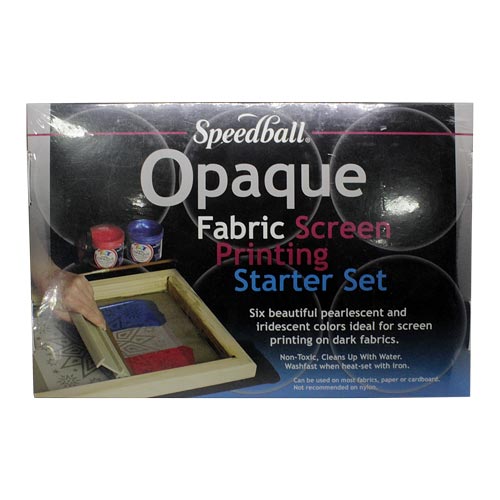 Speedball®
Opaque
Fabric Screen
Printing
Starter Set
Six beautiful pearlescent and
iridescent colors ideal for screen
printing on dark fabrics.
Non-Toxic, Cleans Up With Water.
Washfast when heat-set with iron.
Can be used on most fabrics, paper or cardboard.
Not recommended on nylon.